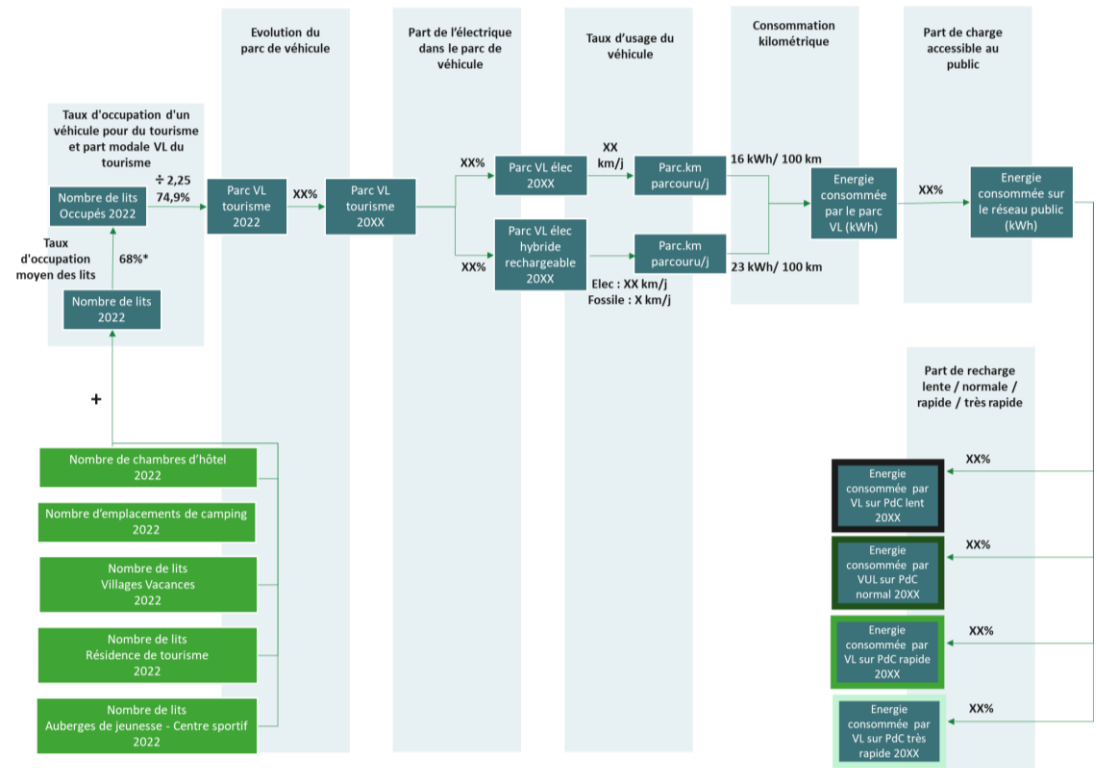 Evolution du
parc de véhicule
Part de l'électrique
dans le parc de
véhicule
Taux d'usage du
véhicule
Consommation
kilométrique
Part de charge
accessible au
public
Taux d'occupation d'un
véhicule pour du tourisme
et part modale VL du
tourisme
÷ 2,25
74,9%
Nombre de lits
Occupés 2022
Taux
d'occupation
moyen des lits
68%*
Nombre de lits
2022
+
Parc VL
tourisme
2022
XX%
Parc VL
tourisme
20XX
XX%
XX%
Parc VL élec
20XX
Parc VL élec
hybride
rechargeable
20XX
XX
km/j
Elec : XX km/j
Fossile : X km/j
Parc.km
parcouru/j
Parc.km
parcouru/j
16 kWh/ 100 km
23 kWh/ 100 km
Energie
consommée
par le parc
VL (kWh)
XX%
Energie
consommée sur
le réseau public
(kWh)
Nombre de chambres d'hôtel
2022
Nombre d'emplacements de camping
2022
Nombre de lits
Villages Vacances
2022
Nombre de lits
Résidence de tourisme
2022
Nombre de lits
Auberges de jeunesse - Centre sportif
2022
Part de recharge
lente / normale /
rapide / très rapide
XX%
Energie
consommée par
VL sur PdC lent
20XX
XX%
Energie
consommée par
VUL sur PdC
normal 20XX
XX%
Energie
consommée par
VL sur PdC rapide
20XX
XX%
Energie
consommée par
VL sur PdC très
rapide 20XX